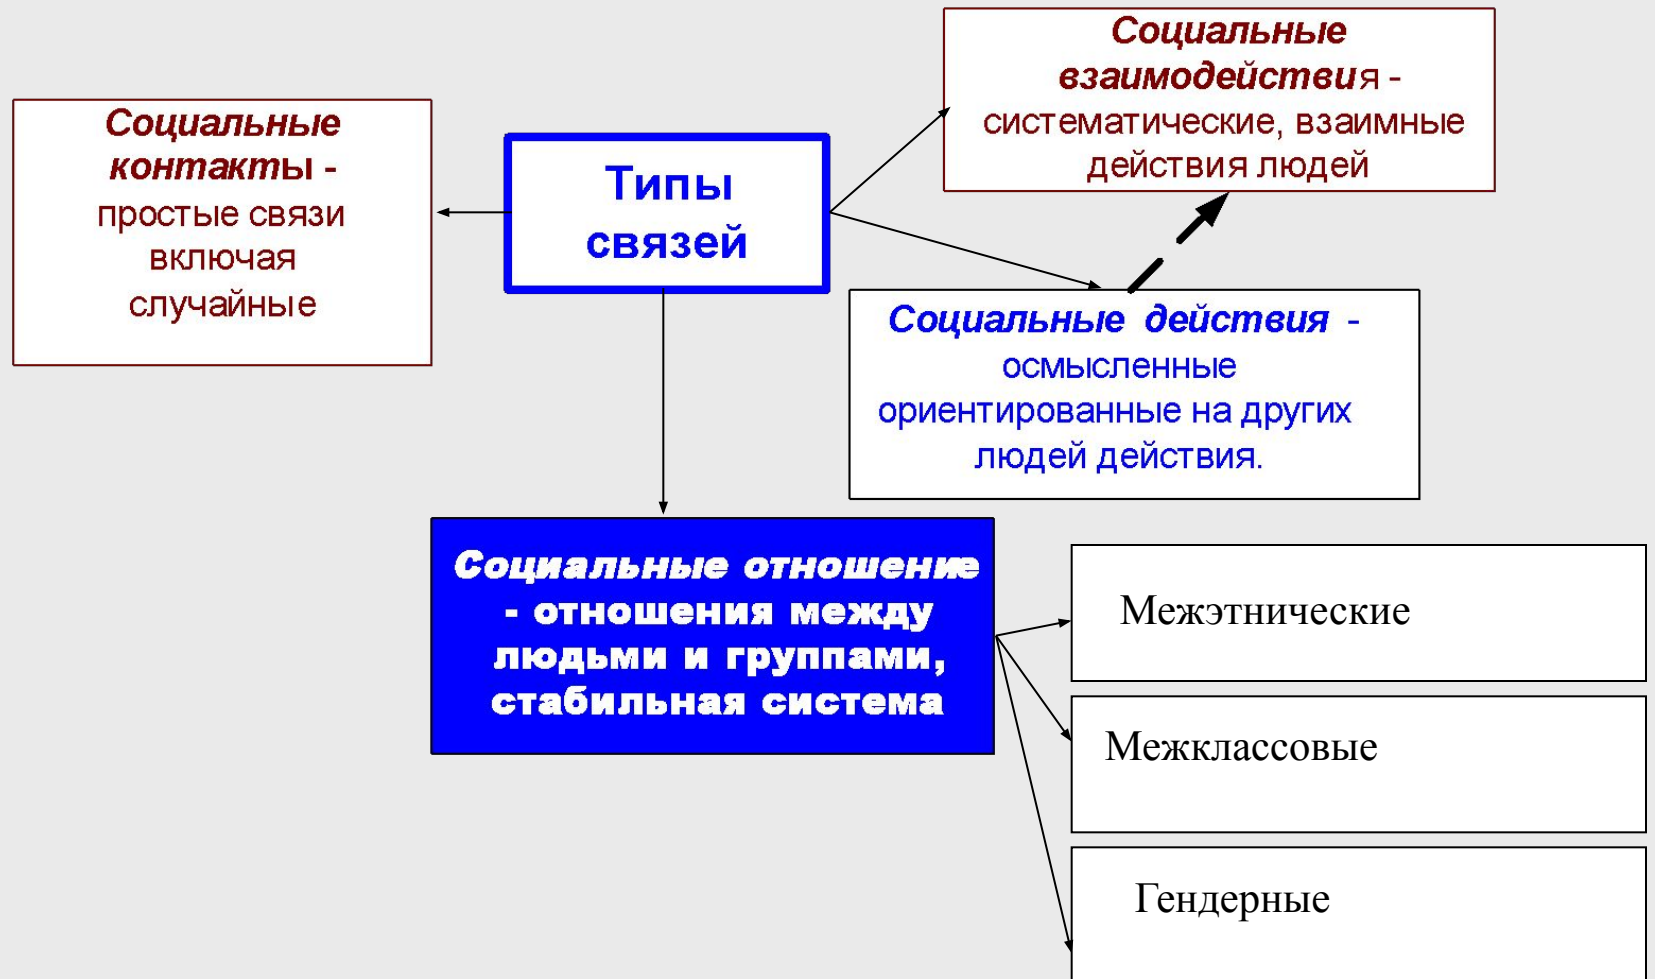 Социальные
контакты -
простые связи
включая
случайные
Типы
связей
Социальные
взаимодействия -
систематические, взаимные
действия людей
Социальные действия -
осмысленные
ориентированные на других
людей действия.
Социальные отношение
- отношения между
людьми и группами,
стабильная система
Межэтнические
Межклассовые
Гендерные